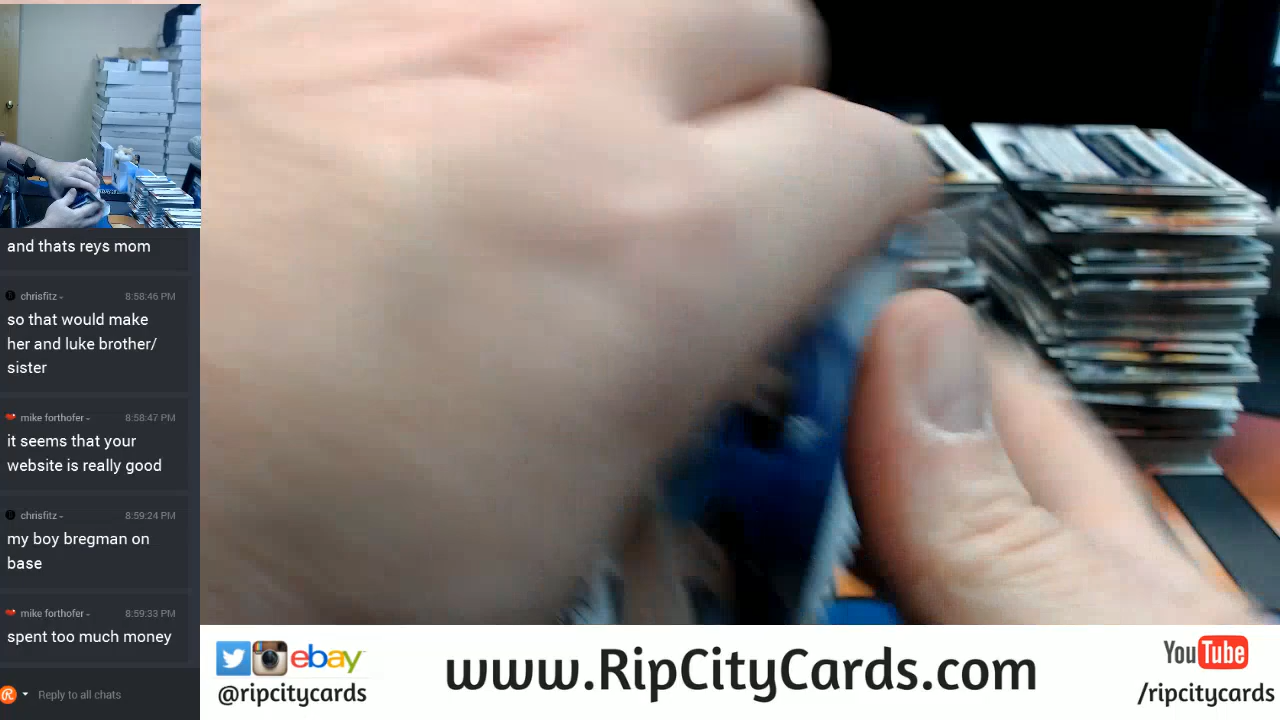 and thats reys mom
chrisfitz
8:58:46 PM
so that would make
her and luke brother/
sister
mike forthofer
8:58:47 PM
it seems that your
website is really good
chrisfitz
8:59:24 PM
my boy bregman on
base
mike forthofer
8:59:33 PM
spent too much money
Reply to all chats
ebay
@ripcitycards
www.RipCityCards.com
YouTube
/ripcitycards